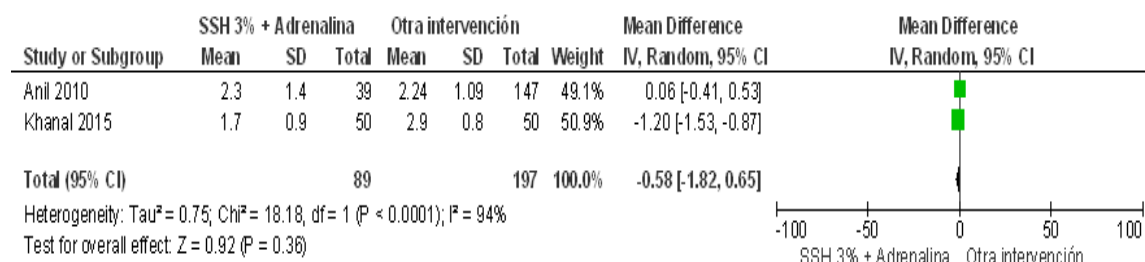 SSH 3% + Adrenalina Otra intervención Mean Difference Mean Difference
Study or Subgroup Mean SD Total Mean SD Total Weight IV, Random, 95% CI IV, Random, 95% CI
Anil 2010 2.3 1.4 39 2.24 1.09 147 49.1% 0.06 [-0.41, 0.53]
Khanal 2015 1.7 0.9 50 2.9 0.8 50 50.9% -1.20 [-1.53, -0.87]
Total (95% CI) 89 197 100.0% -0.58 [-1.82, 0.65]
Heterogeneity: Tau² = 0.75; Chi² = 18.18, df = 1 (P < 0.0001); I² = 94%
Test for overall effect: Z = 0.92 (P = 0.36)
-100 -50 0 50 100
SSH 3% + Adrenalina Otra intervención